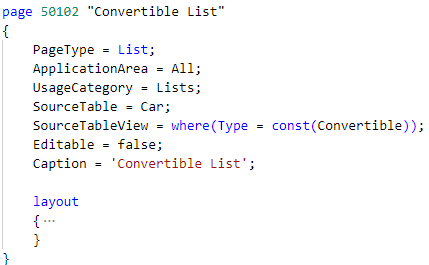 page 50102 "Convertible List"
{
    PageType = List;
    ApplicationArea = All;
    UsageCategory = Lists;
    SourceTable = Car;
    SourceTableView = where(Type = const(Convertible));
    Editable = false;
    Caption = 'Convertible List';

    layout
    {···
    }
}